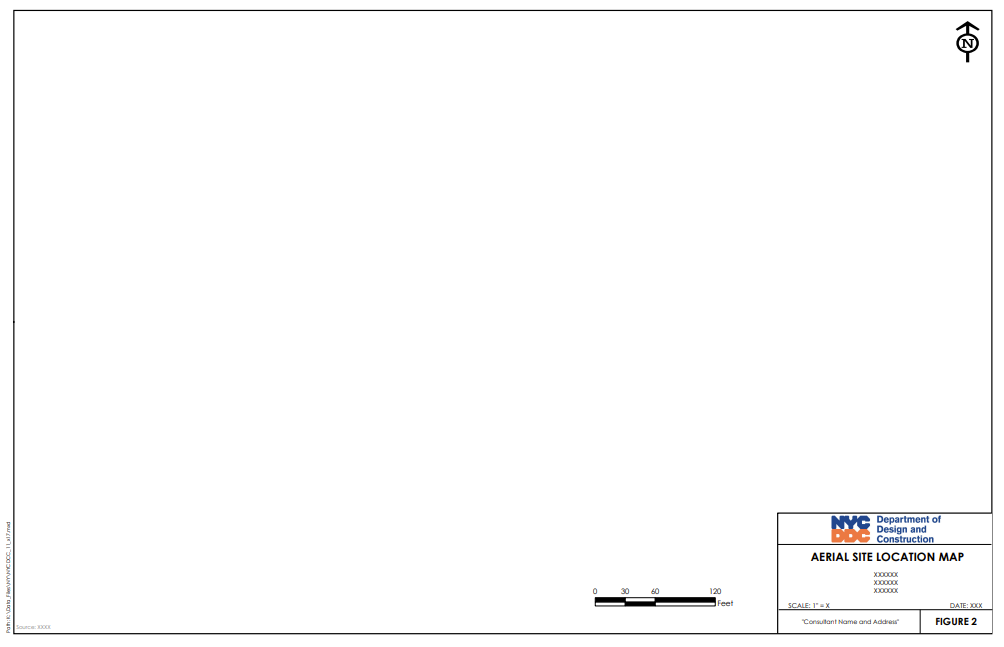 N
NYC
DDC
Department of
Design and
Construction
AERIAL SITE LOCATION MAP
XXXXXX
XXXXXX
XXXXXX
0 30 60 120
Feet
SCALE: 1" = X DATE: XXX
"Consultant Name and Address" FIGURE 2
Source: XXXX